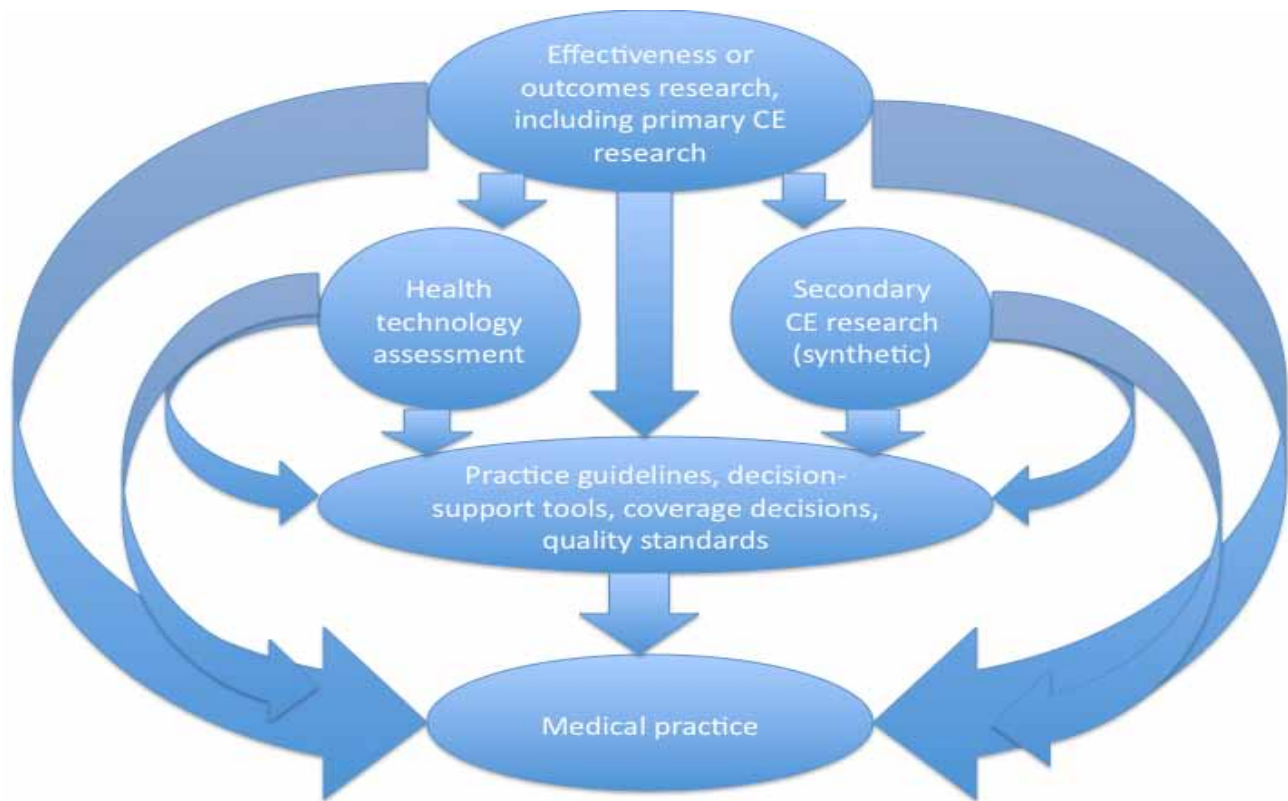 Effectiveness or
outcomes research,
including primary CE
research
Health
technology
assessment
Secondary
CE research
(synthetic)
Practice guidelines, decision-
support tools, coverage decisions,
quality standards
Medical practice